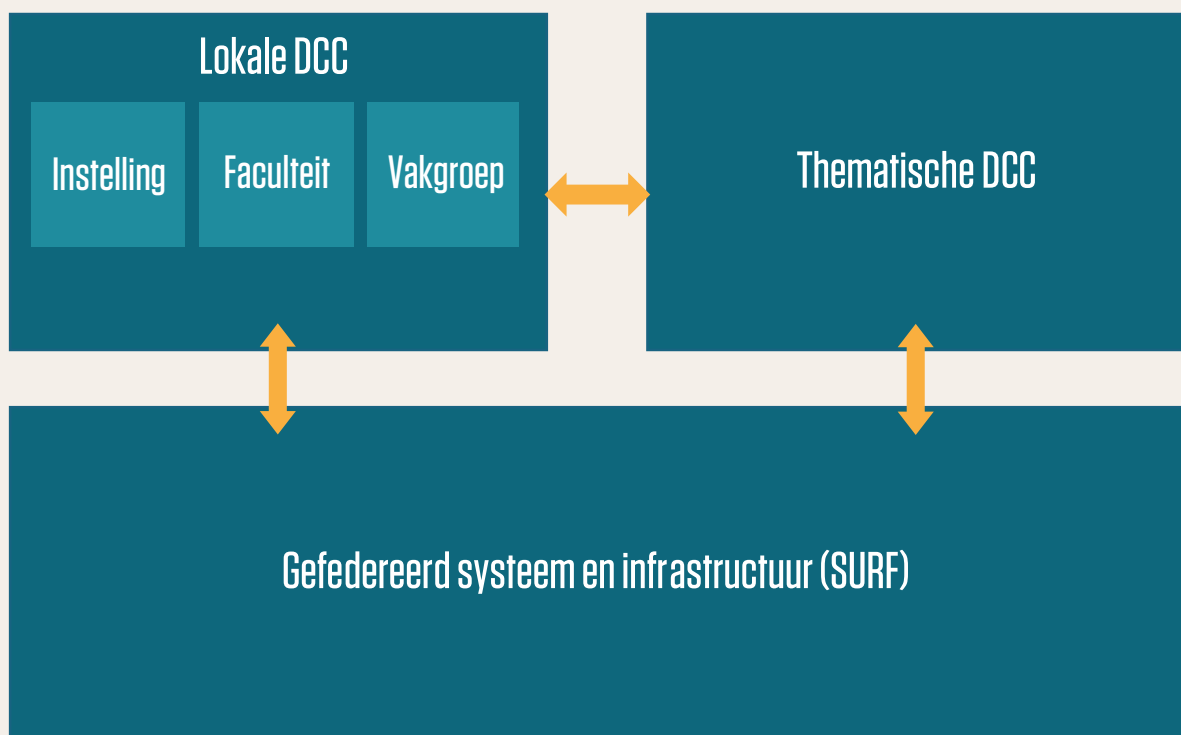 Lokale DCC
Instelling
Faculteit
Vakgroep
Thematische DCC
Gefedereerd systeem en infrastructuur (SURF)